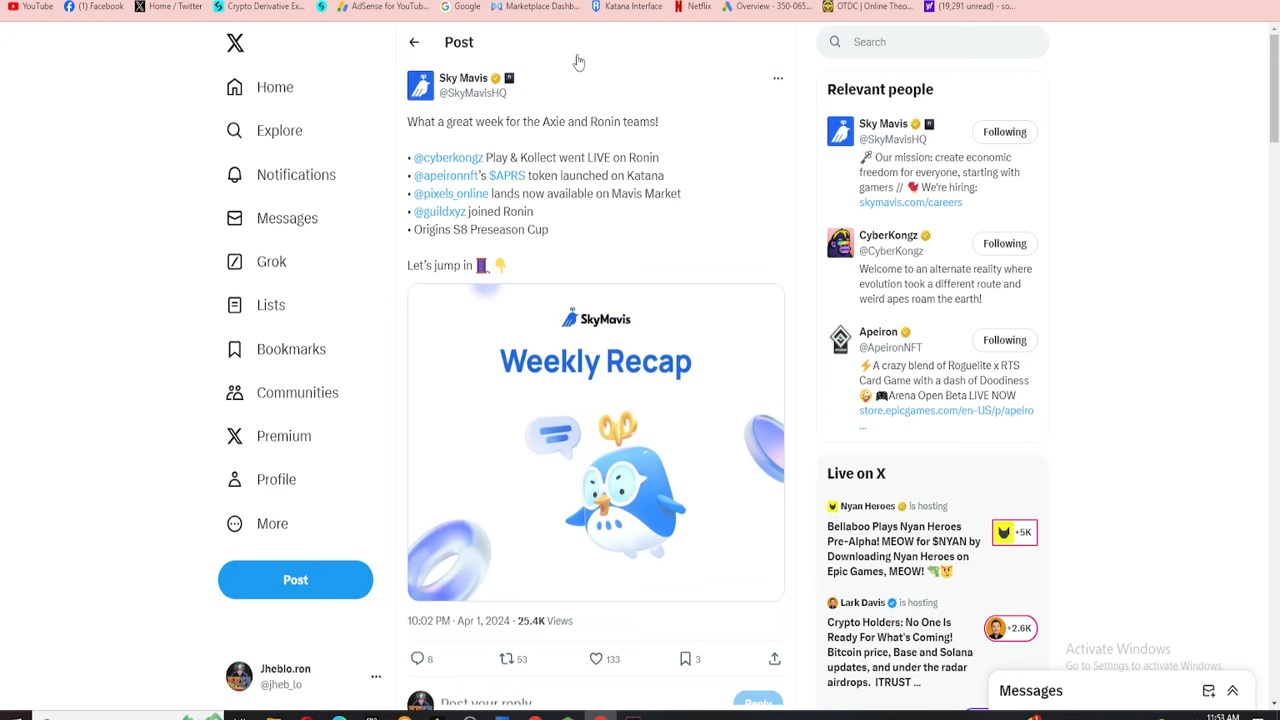 YouTube (1) Facebook Home / Twitter Crypto Derivative Ex... AdSense for YouTub... Google Marketplace Dashb... Katana Interface Netflix Overview - 350-065... OTDC | Online Theo... (19,291 unread) - so...
Post
Search
Home
Explore
Notifications
Messages
Grok
Lists
Bookmarks
Communities
Premium
Profile
More
Post
Jheblo.ron
@jheb_lo
Sky Mavis
@SkyMavisHQ
What a great week for the Axie and Ronin teams!
• @cyberkongz Play & Kollect went LIVE on Ronin
• @apeironnft's $APRS token launched on Katana
• @pixels_online lands now available on Mavis Market
• @guildxyz joined Ronin
• Origins S8 Preseason Cup
Let's jump in
SkyMavis
Weekly Recap
10:02 PM · Apr 1, 2024 · 25.4K Views
8 53 133 3
Post your reply
Reply
Relevant people
Sky Mavis
@SkyMavisHQ
Following
Our mission: create economic
freedom for everyone, starting with
gamers // We're hiring:
skymavis.com/careers
CyberKongz
@CyberKongz
Following
Welcome to an alternate reality where
evolution took a different route and
weird apes roam the earth!
Apeiron
@ApeironNFT
Following
A crazy blend of Roguelite x RTS
Card Game with a dash of Doodiness
Arena Open Beta LIVE NOW
store.epicgames.com/en-US/p/apeiro
...
Live on X
Nyan Heroes is hosting
Bellaboo Plays Nyan Heroes
Pre-Alpha! MEOW for $NYAN by
Downloading Nyan Heroes on
Epic Games, MEOW!
+5K
Lark Davis is hosting
Crypto Holders: No One Is
Ready For What's Coming!
Bitcoin price, Base and Solana
updates, and under the radar
airdrops. ITRUST ...
+2.6K
Activate Windows
Go to Settings to activate Windows.
Messages
11:53 AM